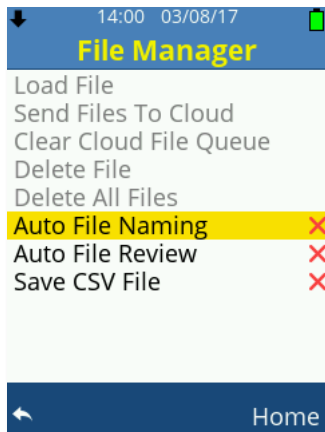 14:00 03/08/17
File Manager
Load File
Send Files To Cloud
Clear Cloud File Queue
Delete File
Delete All Files
Auto File Naming
Auto File Review
Save CSV File
Home